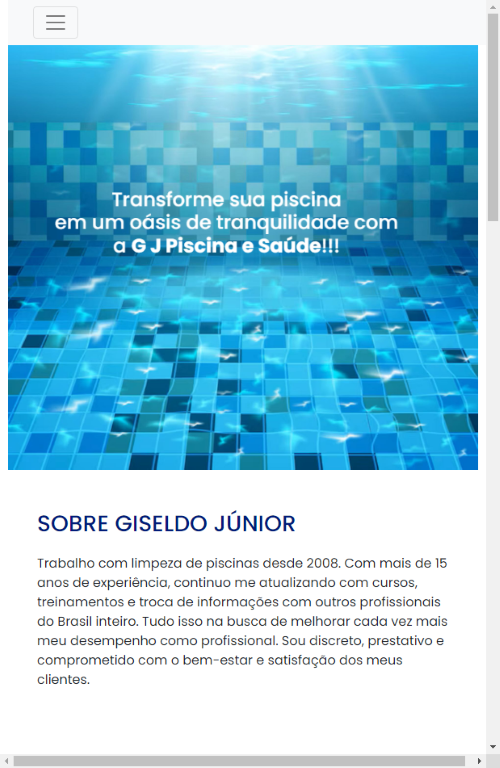 Transforme sua piscina
em um oásis de tranquilidade com
a G J Piscina e Saúde!!!
SOBRE GISELDO JÚNIOR
Trabalho com limpeza de piscinas desde 2008. Com mais de 15
anos de experiência, continuo me atualizando com cursos,
treinamentos e troca de informações com outros profissionais
do Brasil inteiro. Tudo isso na busca de melhorar cada vez mais
meu desempenho como profissional. Sou discreto, prestativo e
comprometido com o bem-estar e satisfação dos meus
clientes.